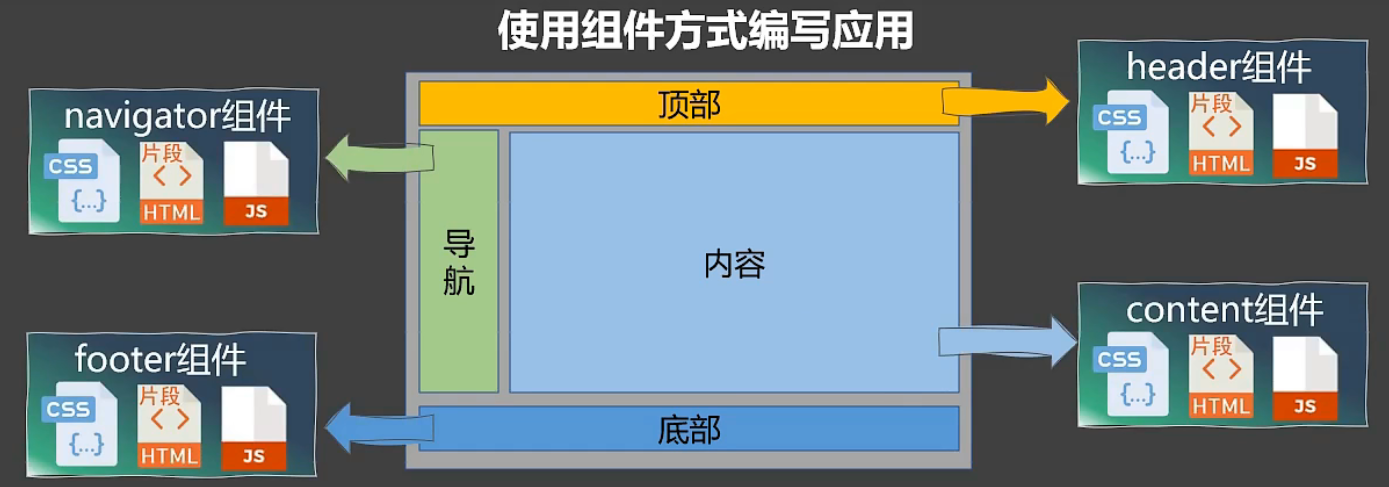 使用组件方式编写应用
navigator组件
CSS
{...}
片段
< >
HTML
JS
顶部
header组件
CSS
{...}
片段
< >
HTML
JS
导
航
内容
footer组件
CSS
{...}
片段
< >
HTML
JS
content组件
CSS
{...}
片段
< >
HTML
JS
底部